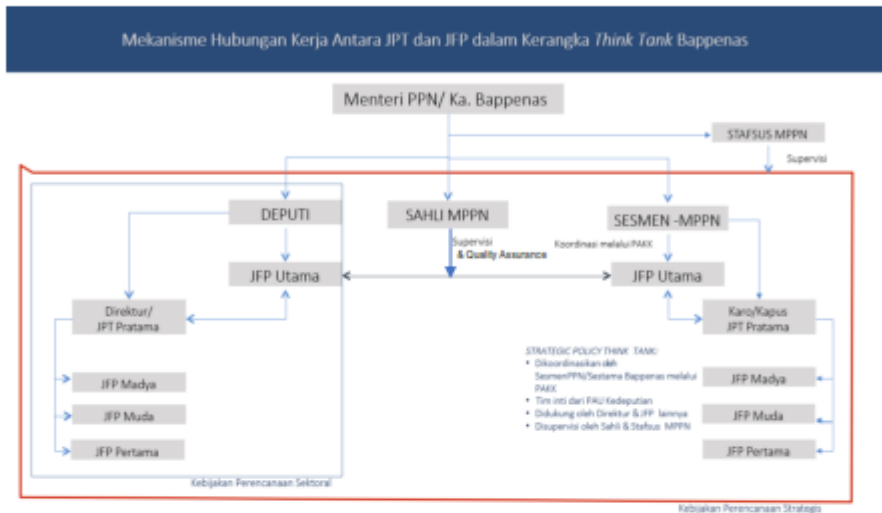 Mekanisme Hubungan Kerja Antara JPT dan JFP dalam Kerangka Think Tank Bappenas
Menteri PPN/ Ka. Bappenas
STAFSUS MPPN
Supervisi
DEPUTI
SAHLI MPPN
SESMEN -MPPN
Supervisi
& Quality Assurance
Koordinasi melalui PAKK
JFP Utama
JFP Utama
Direktur/
JPT Pratama
Karo/Kapus
JPT Pratama
STRATEGIC POLICY THINK TANK:
• Dikoordinasikan oleh
SesmenPPN/Sestama Bappenas melalui
PAKK
• Tim inti dari PAU Kedeputian
• Didukung oleh Direktur & JFP lainnya
• Disupervisi oleh Sahli & Stafsus MPPN
JFP Madya
JFP Muda
JFP Pertama
JFP Madya
JFP Muda
JFP Pertama
Kebijakan Perencanaan Sektoral
Kebijakan Perencanaan Strategis